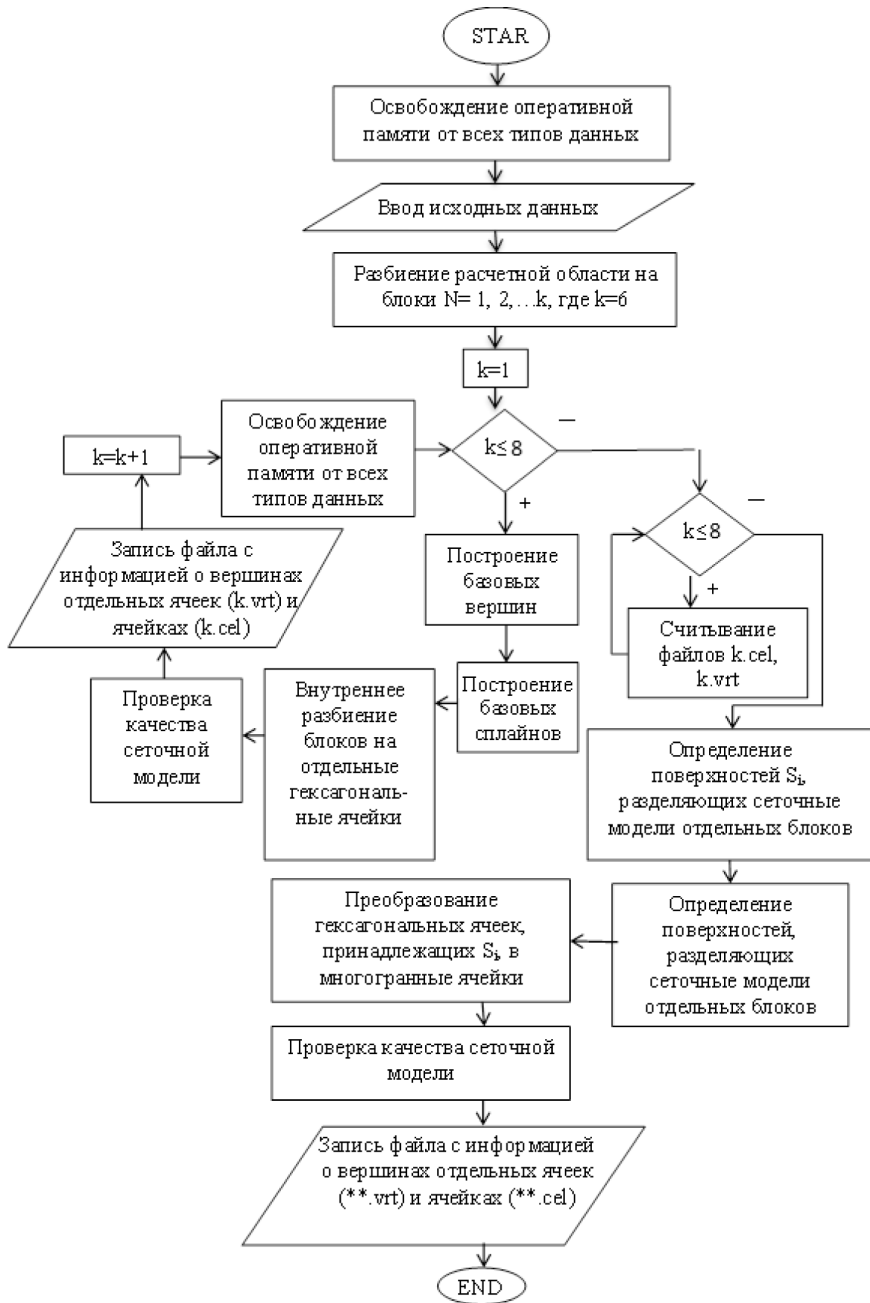 STAR
Освобождение оперативной
памяти от всех типов данных
Ввод исходных данных
Разбиение расчетной области на
блоки N= 1, 2,…k, где k=6
k=1
k≤8
—
+
Освобождение
оперативной
памяти от всех
типов данных
k=k+1
Запись файла с
информацией о вершинах
отдельных ячеек (k.vrt) и
ячейках (k.cel)
Проверка
качества
сеточной
модели
Внутреннее
разбиение
блоков на
отдельные
гексагональ-
ные ячейки
Построение
базовых
вершин
Построение
базовых
сплайнов
k≤8
—
+
Считывание
файлов k.cel,
k.vrt
Определение
поверхностей Si,
разделяющих сеточные
модели отдельных блоков
Определение
поверхностей,
разделяющих
сеточные модели
отдельных блоков
Преобразование
гексагональных ячеек,
принадлежащих Si, в
многогранные ячейки
Проверка качества сеточной
модели
Запись файла с информацией
о вершинах отдельных ячеек
(**.vrt) и ячейках (**.cel)
END